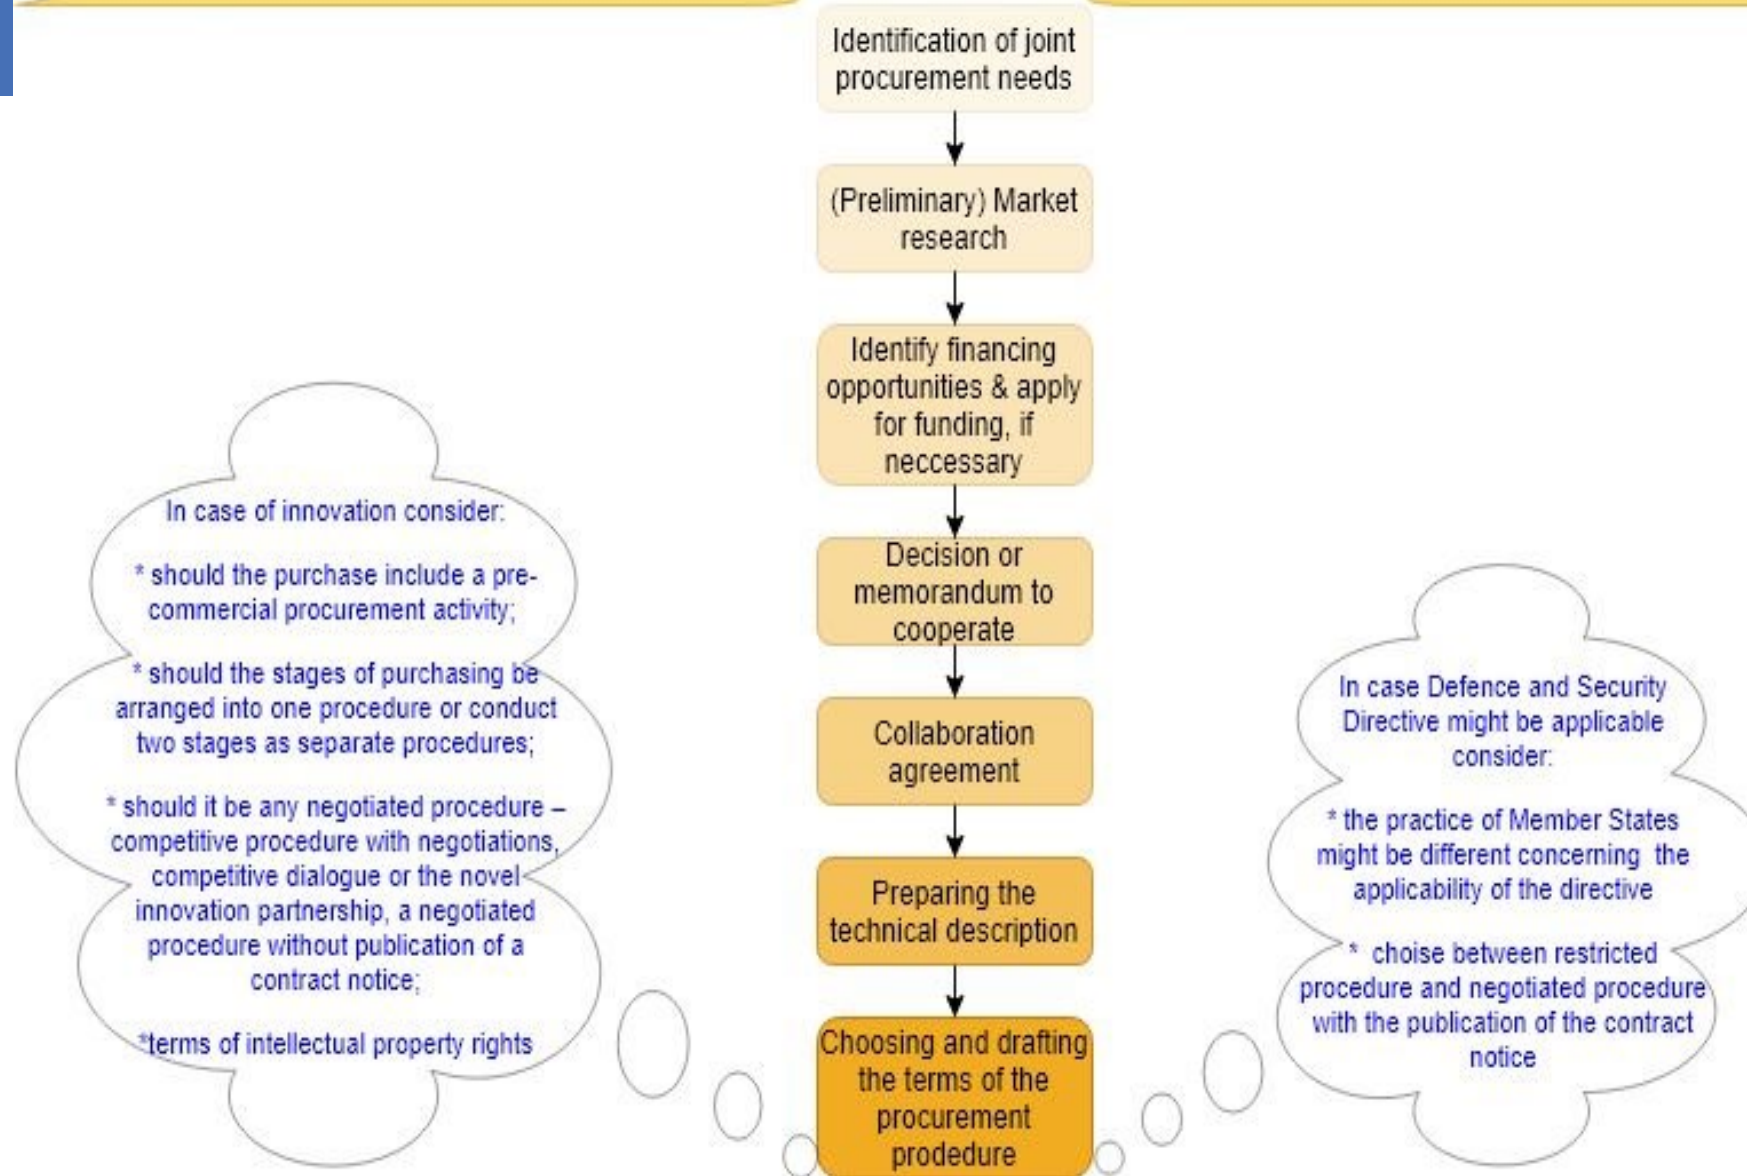 Identification of joint
procurement needs
(Preliminary) Market
research
Identify financing
opportunities & apply
for funding, if
neccessary
Decision or
memorandum to
cooperate
Collaboration
agreement
Preparing the
technical description
Choosing and drafting
the terms of the
procurement
prodedure
In case of innovation consider:
* should the purchase include a pre-
commercial procurement activity;
* should the stages of purchasing be
arranged into one procedure or conduct
two stages as separate procedures;
* should it be any negotiated procedure –
competitive procedure with negotiations,
competitive dialogue or the novel
innovation partnership, a negotiated
procedure without publication of a
contract notice;
*terms of intellectual property rights
In case Defence and Security
Directive might be applicable
consider:
* the practice of Member States
might be different concerning the
applicability of the directive
* choise between restricted
procedure and negotiated procedure
with the publication of the contract
notice